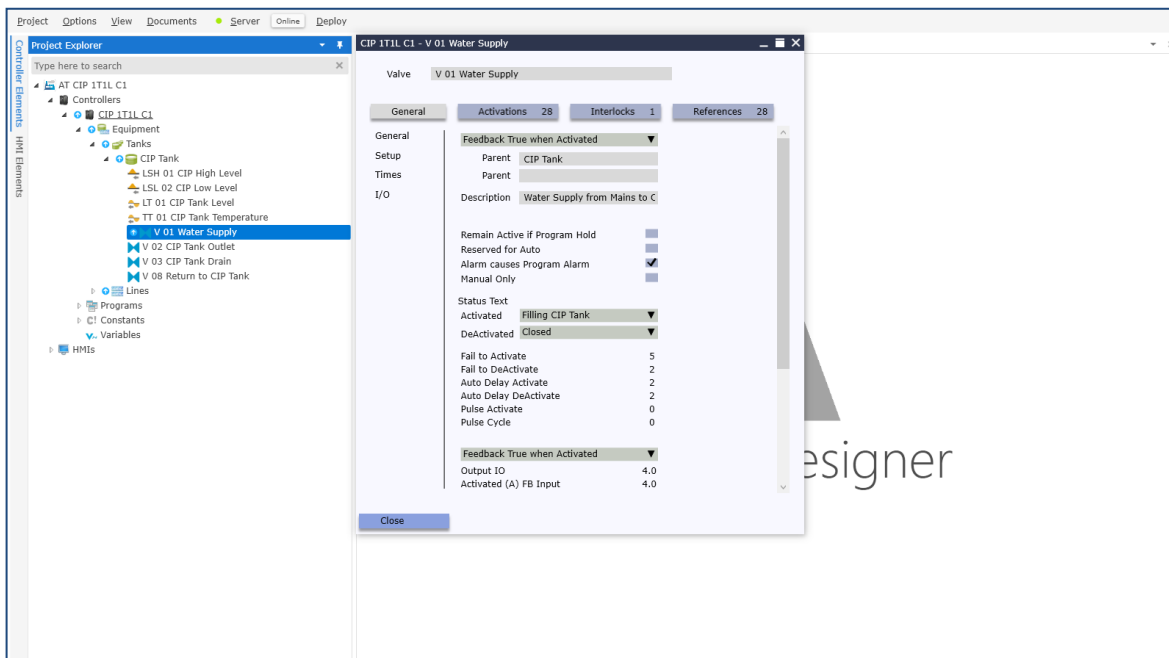 Project Options View Documents Server Online Deploy
Controller Elements
HMI Elements
Project Explorer
Type here to search
AT CIP 1T1L C1
Controllers
CIP 1T1L C1
Equipment
Tanks
CIP Tank
LSH 01 CIP High Level
LSL 02 CIP Low Level
LT 01 CIP Tank Level
TT 01 CIP Tank Temperature
V 01 Water Supply
V 02 CIP Tank Outlet
V 03 CIP Tank Drain
V 08 Return to CIP Tank
Lines
Programs
C! Constants
V.. Variables
HMIs
CIP 1T1L C1 - V 01 Water Supply
Valve V 01 Water Supply
General Activations 28 Interlocks 1 References 28
General
Setup
Times
I/O
Feedback True when Activated
Parent CIP Tank
Parent
Description Water Supply from Mains to C
Remain Active if Program Hold
Reserved for Auto
Alarm causes Program Alarm
Manual Only
Status Text
Activated Filling CIP Tank
DeActivated Closed
Fail to Activate 5
Fail to DeActivate 2
Auto Delay Activate 2
Auto Delay DeActivate 2
Pulse Activate 0
Pulse Cycle 0
Feedback True when Activated
Output IO 4.0
Activated (A) FB Input 4.0
Close
esigner